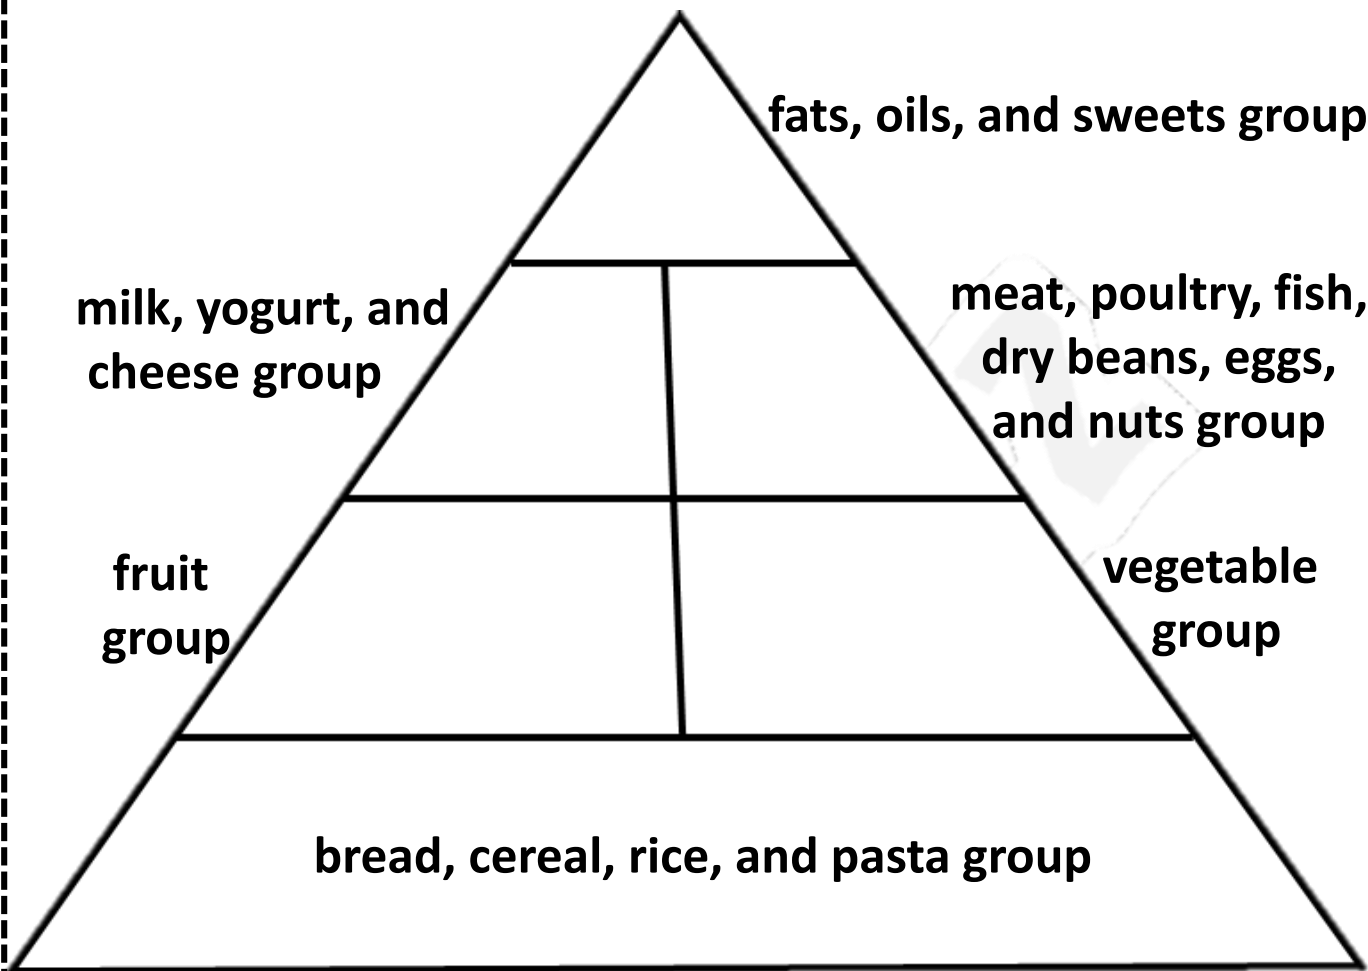 fats, oils, and sweets group
milk, yogurt, and
cheese group
meat, poultry, fish,
dry beans, eggs,
and nuts group
fruit
group
vegetable
group
bread, cereal, rice, and pasta group